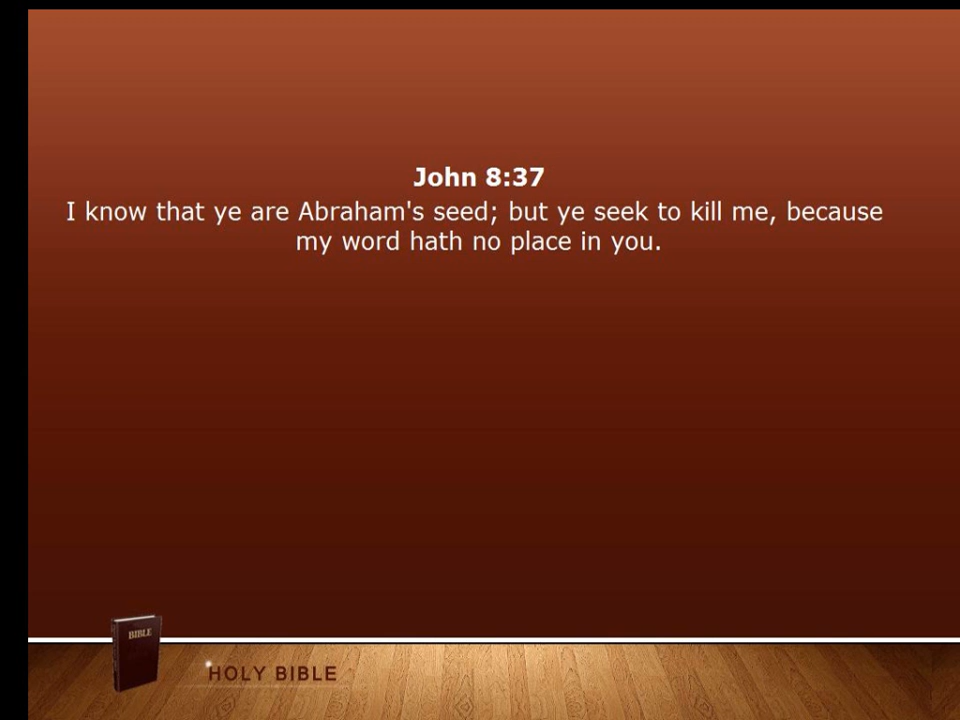 John 8:37
I know that ye are Abraham's seed; but ye seek to kill me, because
my word hath no place in you.
BIBLE
HOLY BIBLE